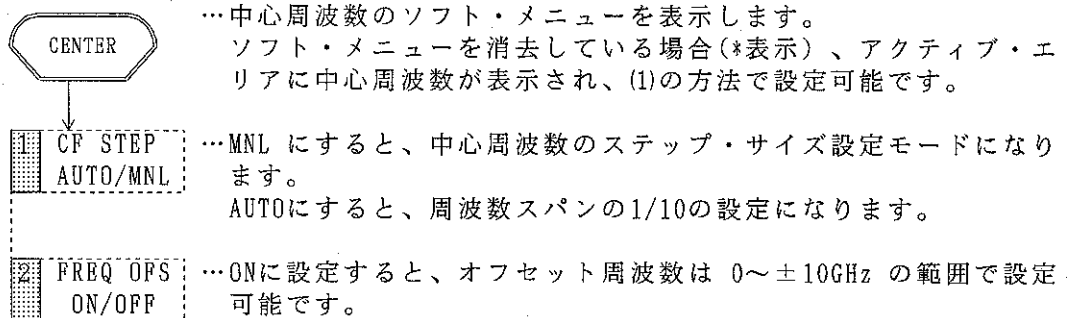 CENTER
…中心周波数のソフト・メニューを表示します。
ソフト・メニューを消去している場合(*表示)、アクティブ・エ
リアに中心周波数が表示され、(1)の方法で設定可能です。
1 CF STEP
AUTO/MNL
…MNL にすると、中心周波数のステップ・サイズ設定モードになり
ます。
AUTOにすると、周波数スパンの1/10の設定になります。
2 FREQ OFS
ON/OFF
…ONに設定すると、オフセット周波数は 0～±10GHz の範囲で設定
可能です。